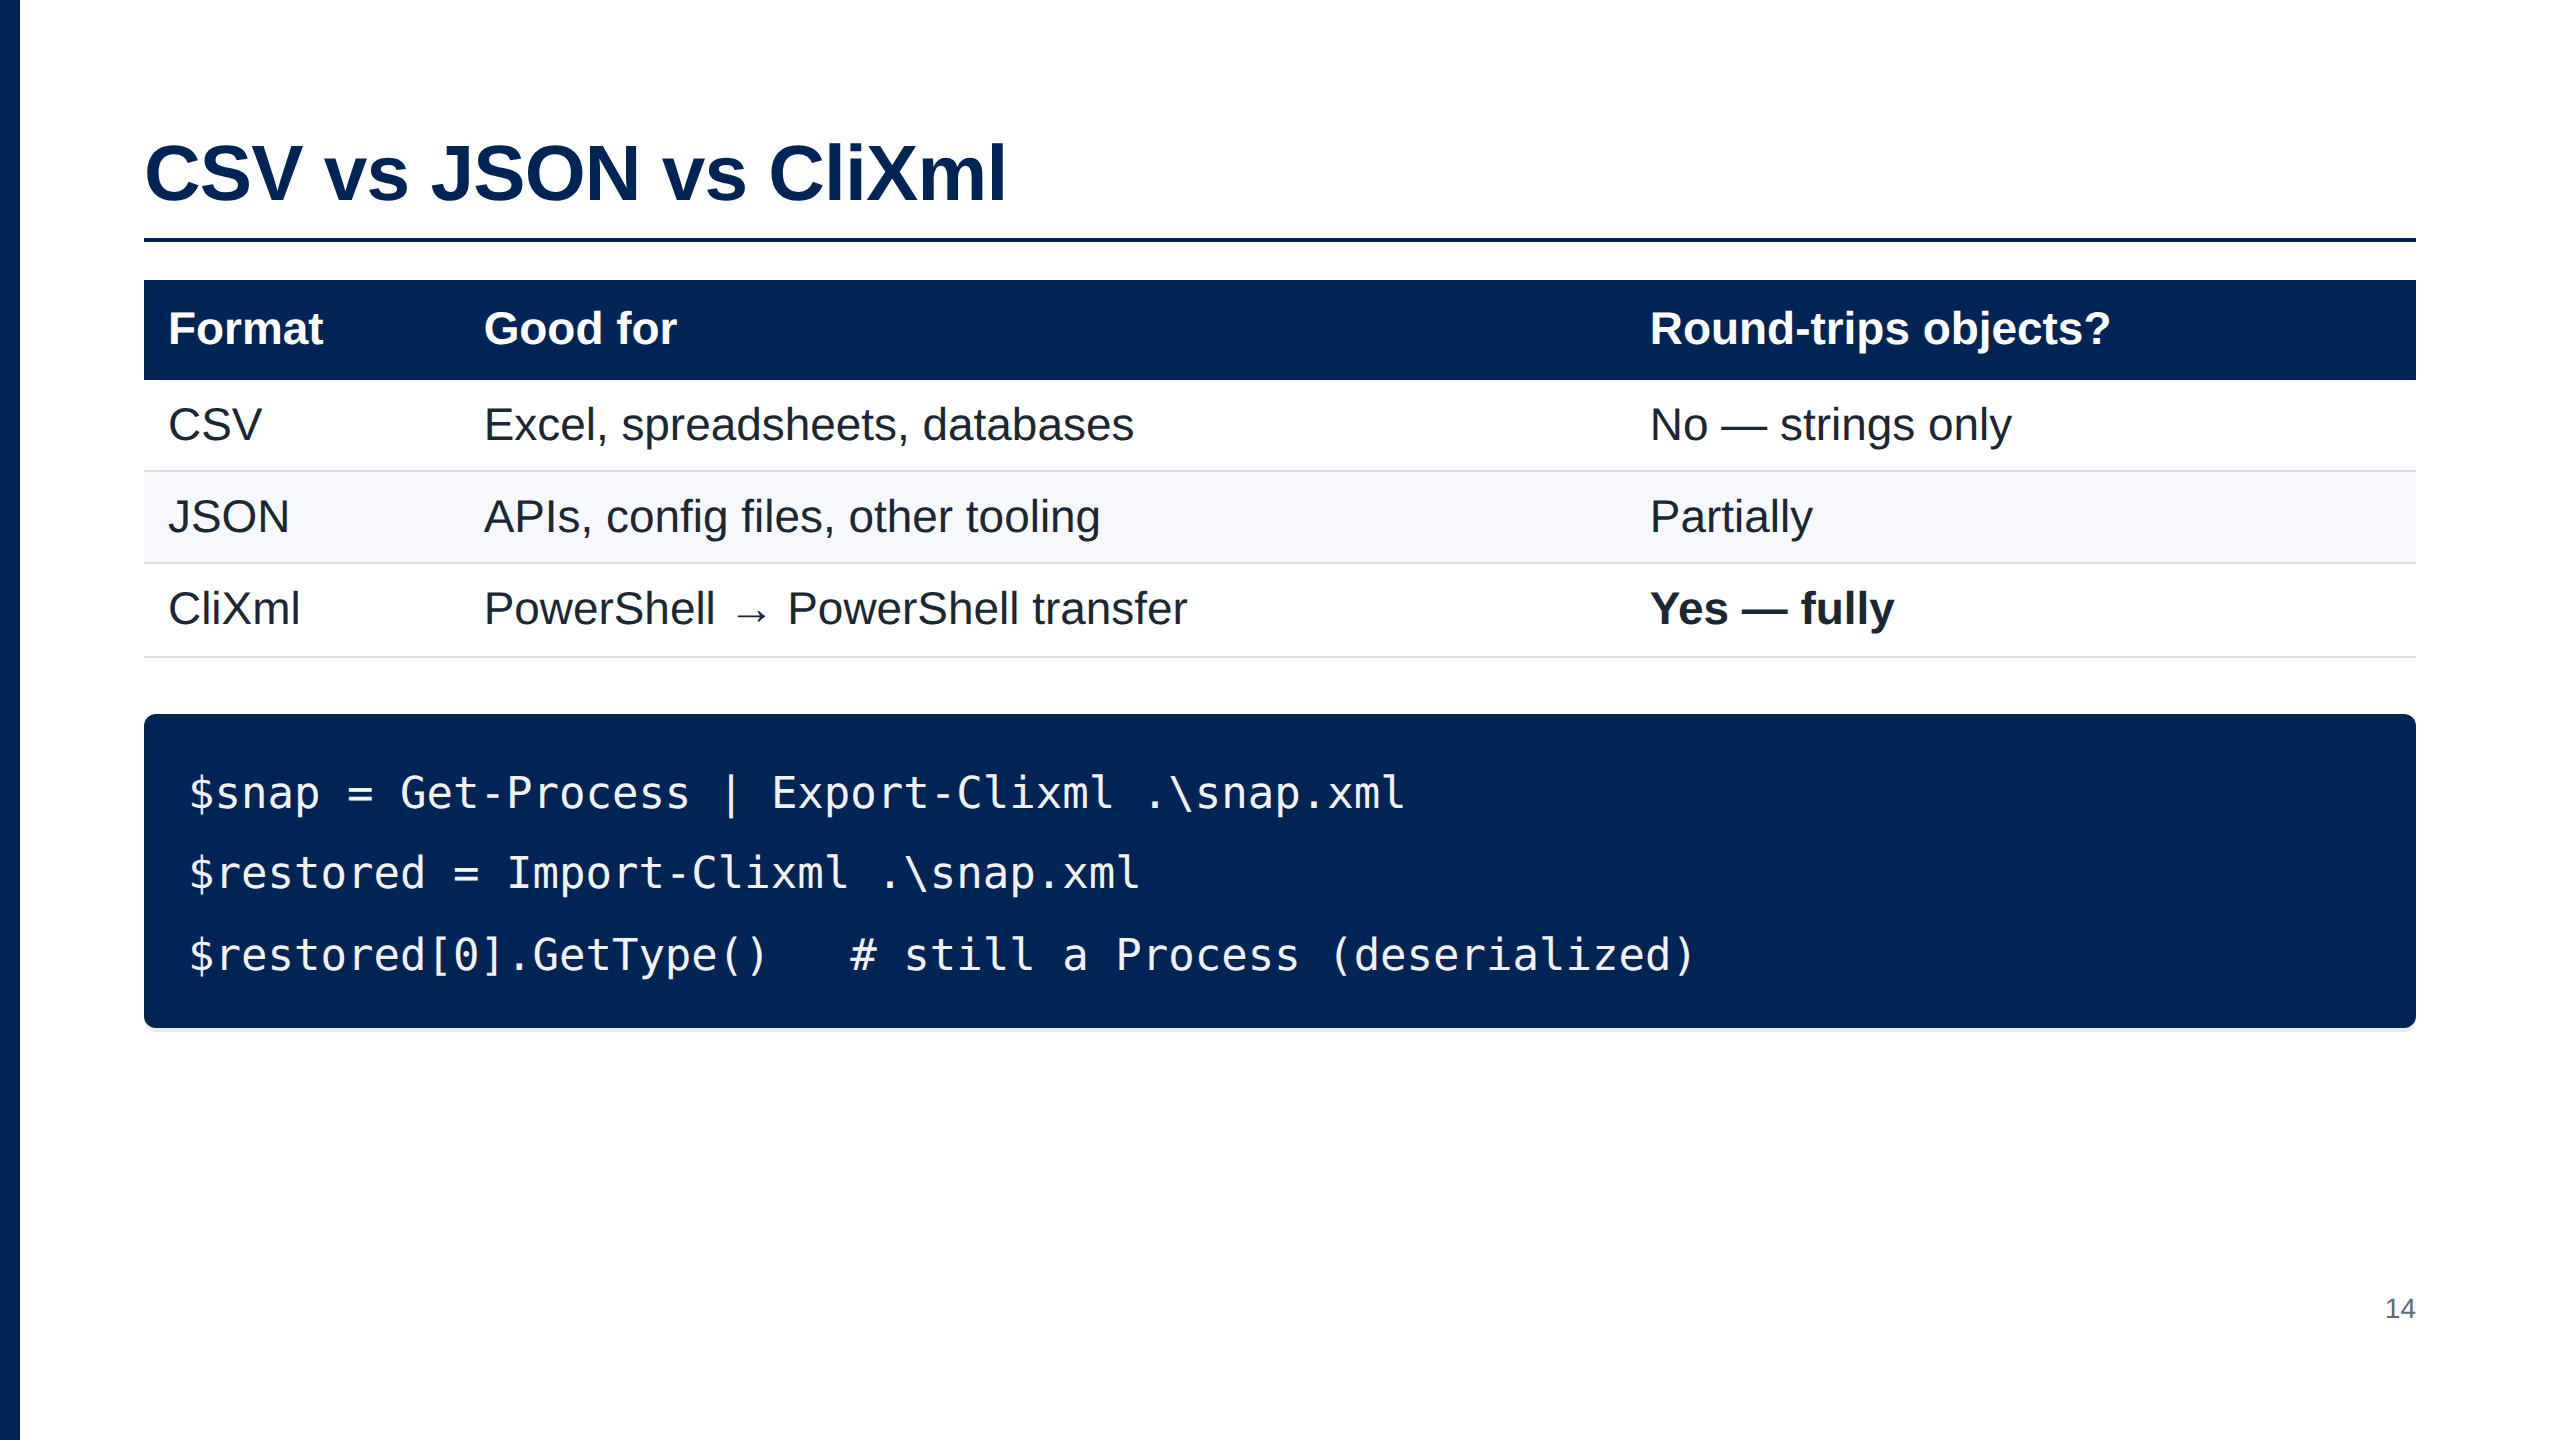 CSV vs JSON vs CliXml
Format Good for Round-trips objects?
CSV Excel, spreadsheets, databases No — strings only
JSON APIs, config files, other tooling Partially
CliXml PowerShell → PowerShell transfer Yes — fully
$snap = Get-Process | Export-Clixml .\snap.xml
$restored = Import-Clixml .\snap.xml
$restored[0].GetType()   # still a Process (deserialized)
14